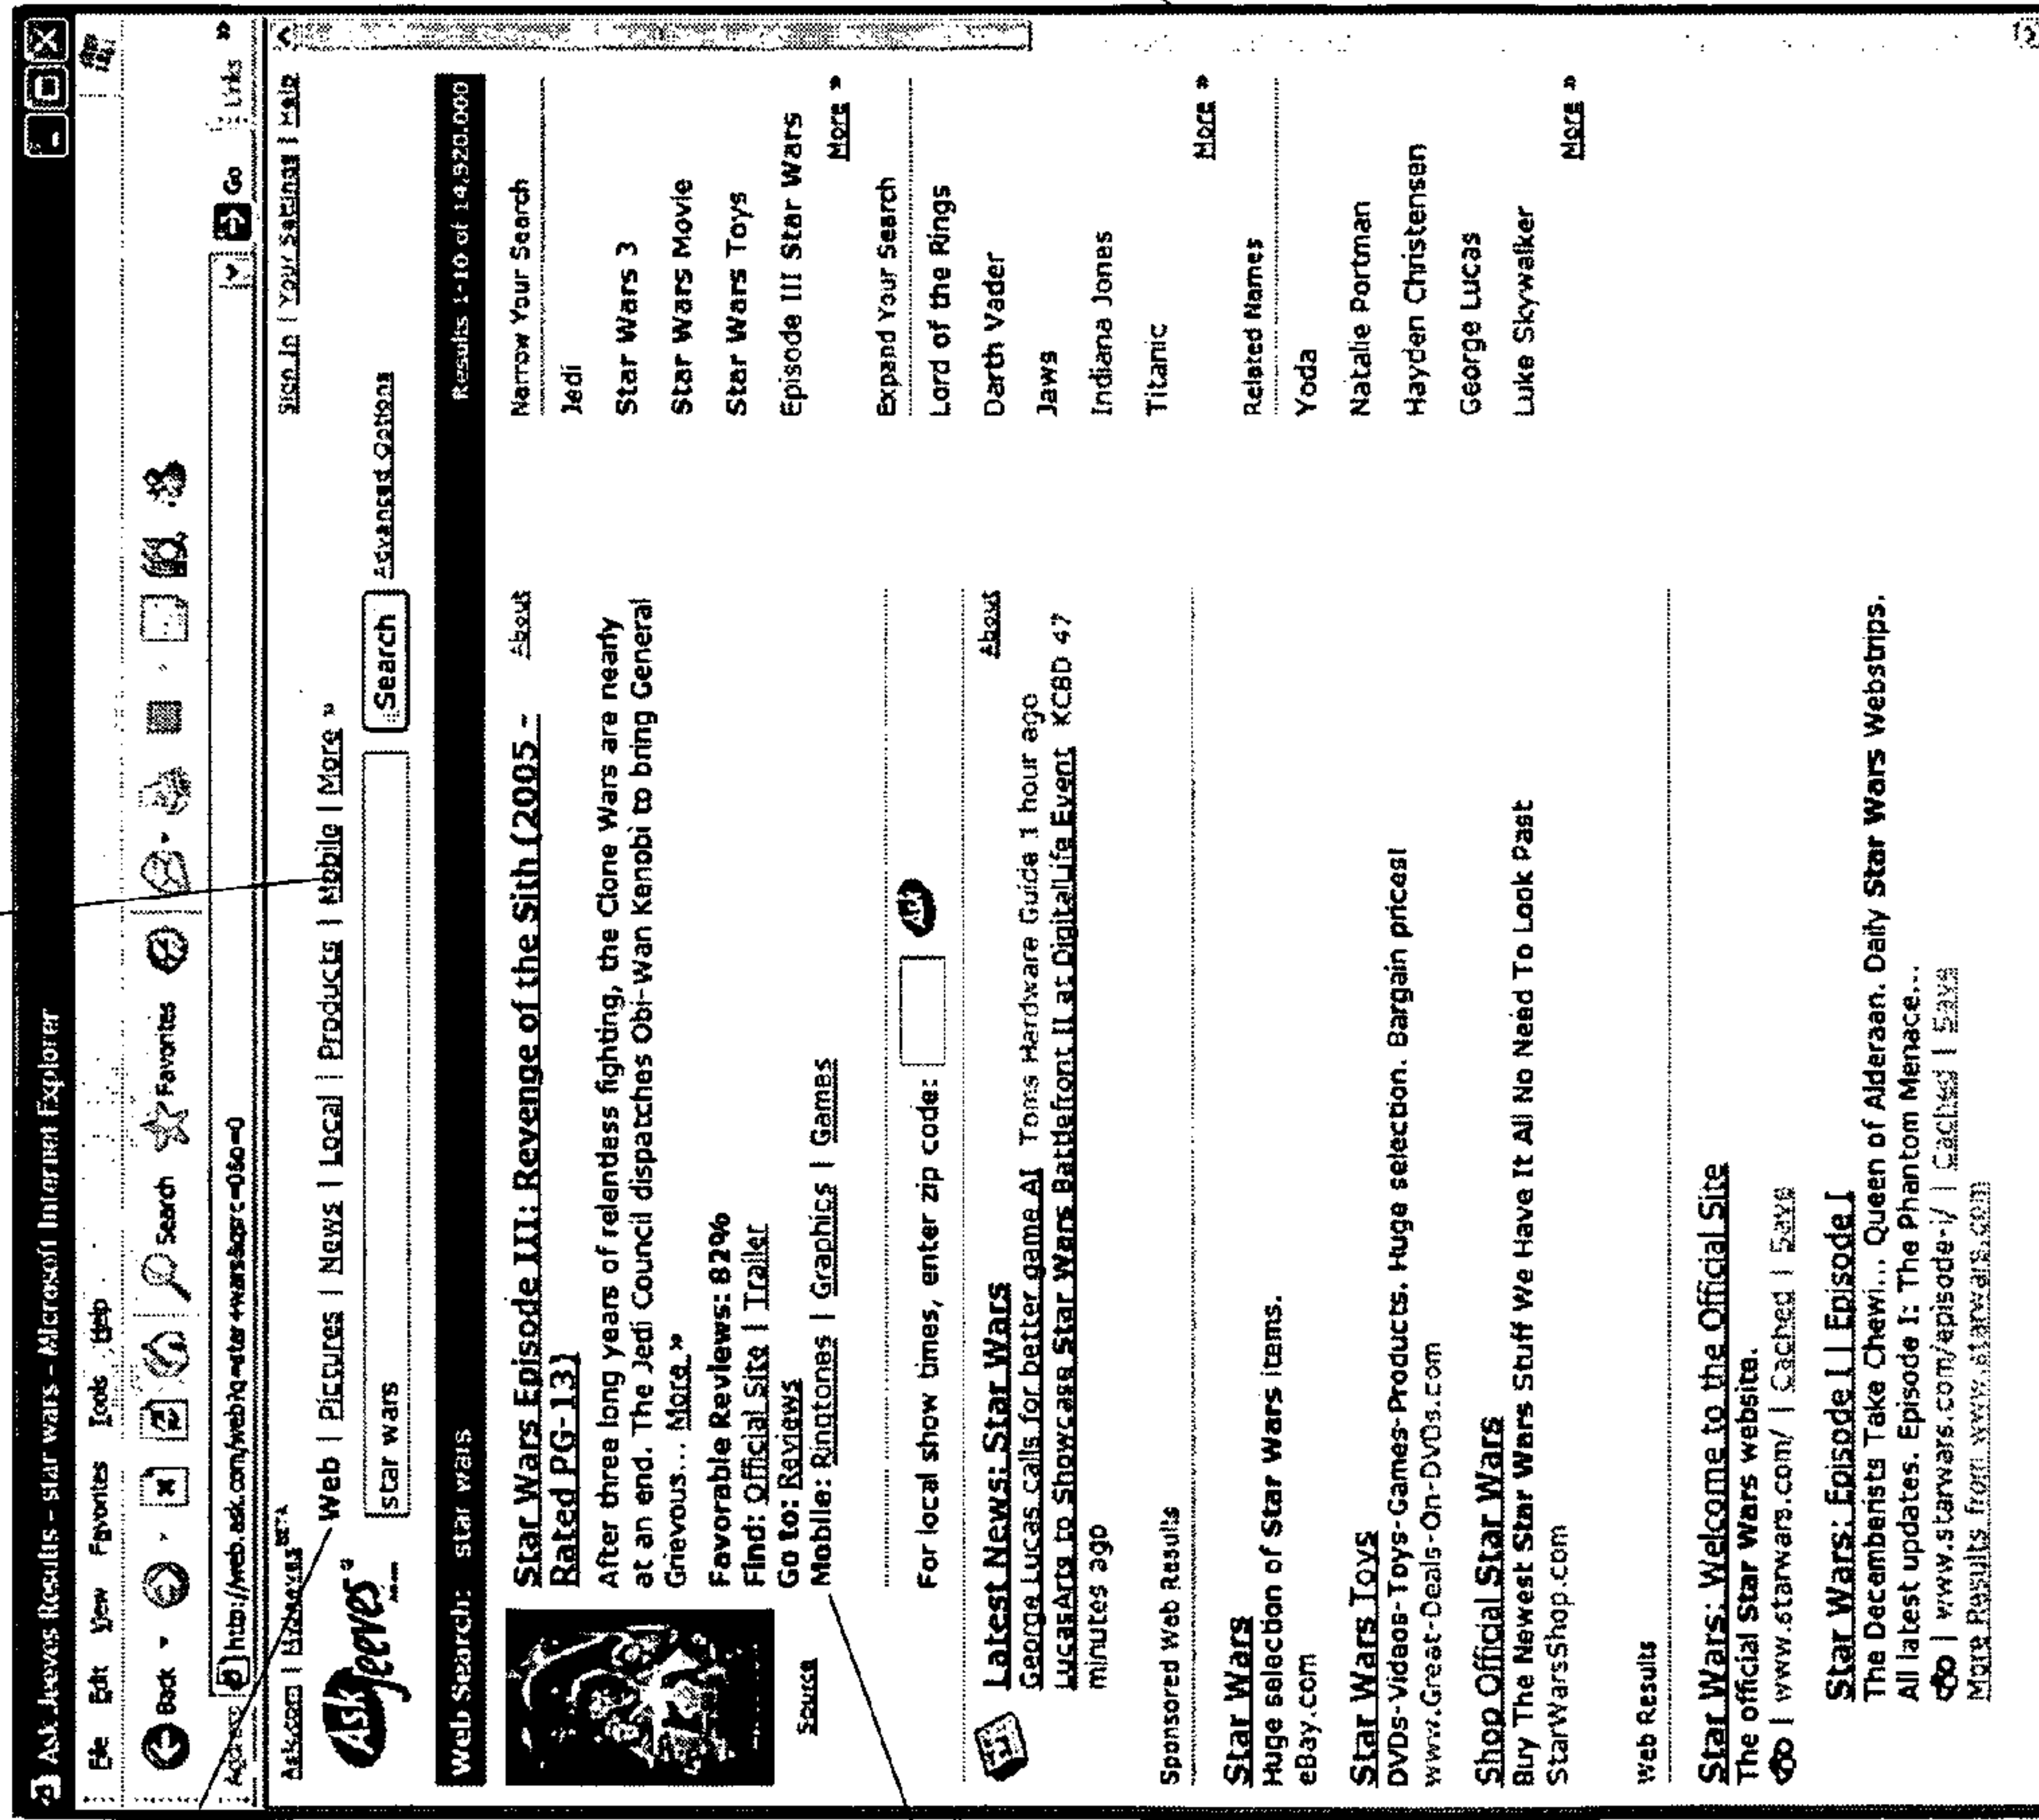 Ask Jeeves Results - star wars - Microsoft Internet Explorer
File Edit View Favorites Tools Help
Back Search Favorites
Address http://web.ask.com/web?q=star+wars&qsrc=0&o=0 Go Links »
Ask.com | MyJeeves BETA Sign In | Your Settings | Help
Web | Pictures | News | Local | Products | Mobile | More »
Ask Jeeves®
star wars Search Advanced Options
Web Search: star wars Results 1-10 of 14,920,000
Star Wars Episode III: Revenge of the Sith (2005 - About
Rated PG-13)
After three long years of relentless fighting, the Clone Wars are nearly
at an end. The Jedi Council dispatches Obi-Wan Kenobi to bring General
Grievous... More »
Favorable Reviews: 82%
Find: Official Site | Trailer
Go to: Reviews
Mobile: Ringtones | Graphics | Games
Source
For local show times, enter zip code: Ask
Latest News: Star Wars About
George Lucas calls for better game AI Toms Hardware Guide 1 hour ago
LucasArts to Showcase Star Wars Battlefront II at DigitalLife Event KCBD 47
minutes ago
Sponsored Web Results
Star Wars
Huge selection of Star Wars items.
eBay.com
Star Wars Toys
DVDs-Videos-Toys-Games-Products. Huge selection. Bargain prices!
www.Great-Deals-On-DVDs.com
Shop Official Star Wars
Buy The Newest Star Wars Stuff We Have It All No Need To Look Past
StarWarsShop.com
Web Results
Star Wars: Welcome to the Official Site
The official Star Wars website.
| www.starwars.com/ | Cached | Save
Star Wars: Episode I | Episode I
The Decemberists Take Chewi... Queen of Alderaan. Daily Star Wars Webstrips.
All latest updates. Episode I: The Phantom Menace...
| www.starwars.com/episode-i/ | Cached | Save
More Results from www.starwars.com
Narrow Your Search
Jedi
Star Wars 3
Star Wars Movie
Star Wars Toys
Episode III Star Wars
More »
Expand Your Search
Lord of the Rings
Darth Vader
Jaws
Indiana Jones
Titanic
More »
Related Names
Yoda
Natalie Portman
Hayden Christensen
George Lucas
Luke Skywalker
More »